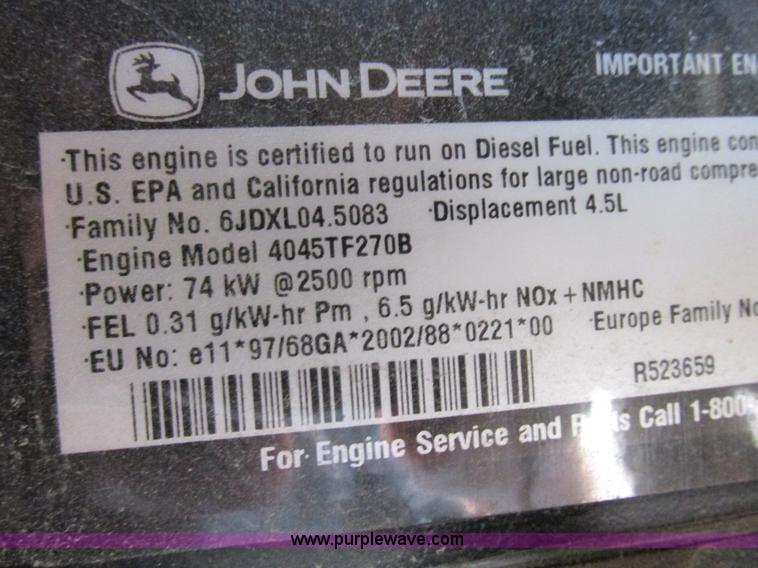 JOHN DEERE
IMPORTANT EN
·This engine is certified to run on Diesel Fuel. This engine con
U.S. EPA and California regulations for large non-road compre
·Family No. 6JDXL04.5083 ·Displacement 4.5L
·Engine Model 4045TF270B
·Power: 74 kW @2500 rpm
·FEL 0.31 g/kW-hr Pm , 6.5 g/kW-hr NOx + NMHC
·EU No: e11*97/68GA*2002/88*0221*00 ·Europe Family No
R523659
For Engine Service and Call 1-800-
www.purplewave.com